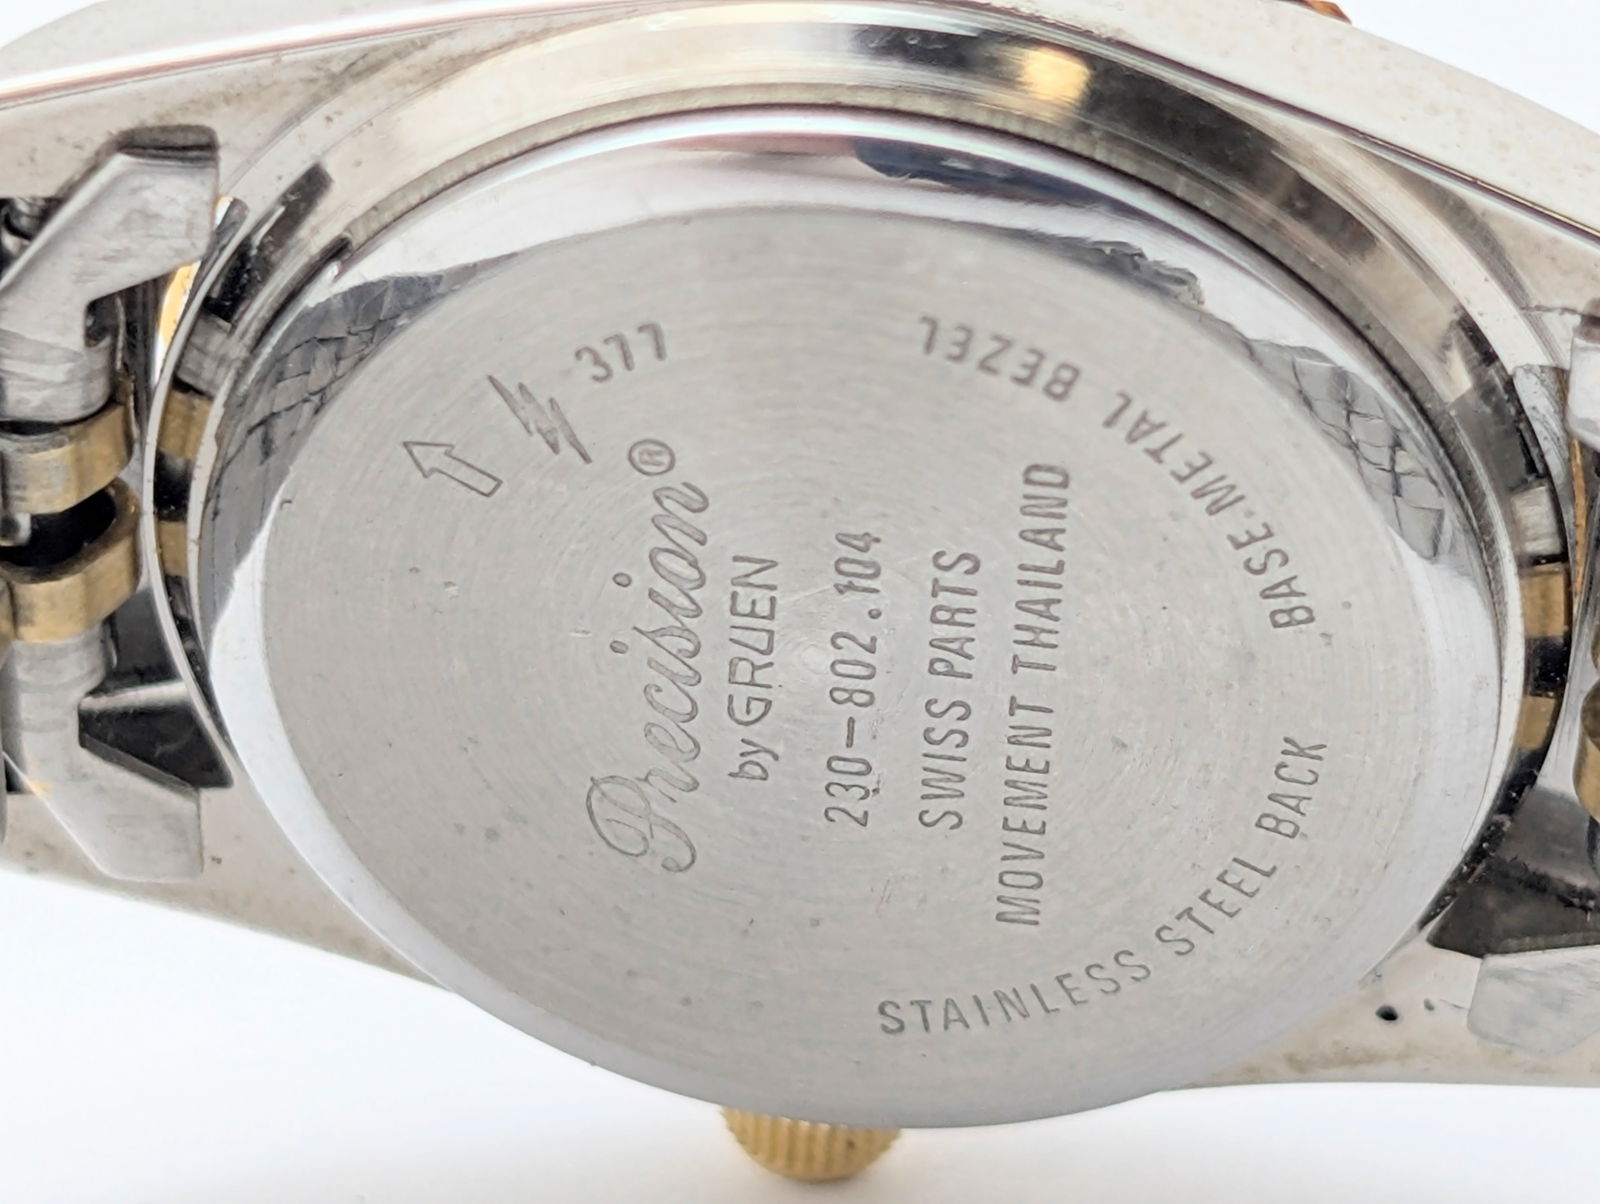 377
Precision®
by GRUEN
230-802.104
SWISS PARTS
MOVEMENT THAILAND
STAINLESS STEEL BACK
BASE.METAL BEZEL